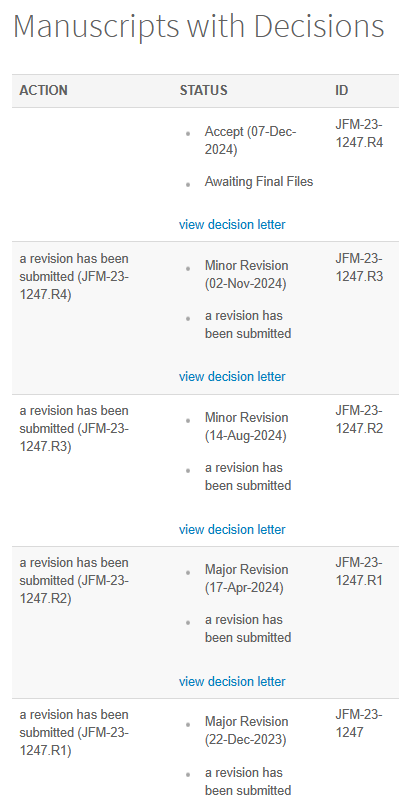 Manuscripts with Decisions
ACTION STATUS ID
Accept (07-Dec-
2024)
Awaiting Final Files
view decision letter
JFM-23-
1247.R4
a revision has been
submitted (JFM-23-
1247.R4)
Minor Revision
(02-Nov-2024)
a revision has
been submitted
view decision letter
JFM-23-
1247.R3
a revision has been
submitted (JFM-23-
1247.R3)
Minor Revision
(14-Aug-2024)
a revision has
been submitted
view decision letter
JFM-23-
1247.R2
a revision has been
submitted (JFM-23-
1247.R2)
Major Revision
(17-Apr-2024)
a revision has
been submitted
view decision letter
JFM-23-
1247.R1
a revision has been
submitted (JFM-23-
1247.R1)
Major Revision
(22-Dec-2023)
a revision has
been submitted
JFM-23-
1247